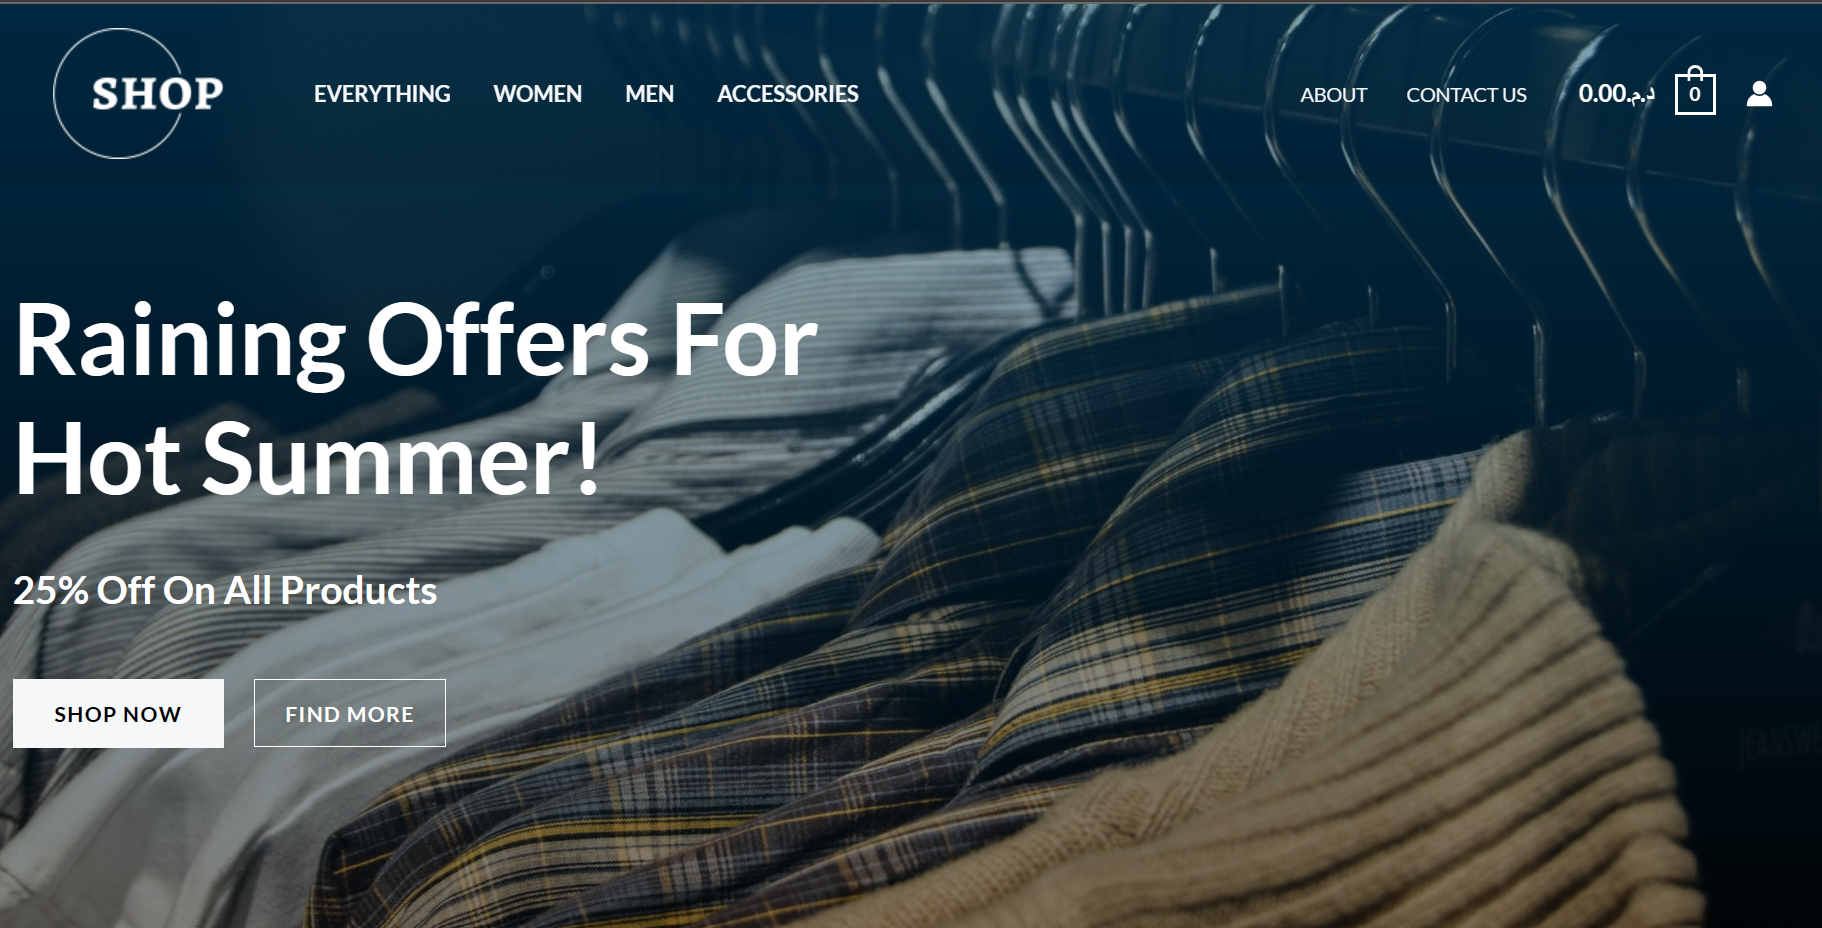 SHOP
EVERYTHING WOMEN MEN ACCESSORIES
ABOUT CONTACT US 0.00د.م. 0
Raining Offers For
Hot Summer!
25% Off On All Products
SHOP NOW FIND MORE